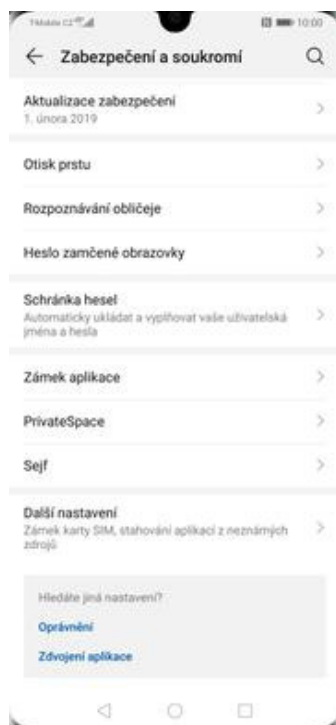 T-Mobile CZ 10:00
Zabezpečení a soukromí
Aktualizace zabezpečení
1. února 2019
Otisk prstu
Rozpoznávání obličeje
Heslo zamčené obrazovky
Schránka hesel
Automaticky ukládat a vyplňovat vaše uživatelská
jména a hesla
Zámek aplikace
PrivateSpace
Sejf
Další nastavení
Zámek karty SIM, stahování aplikací z neznámých
zdrojů
Hledáte jiná nastavení?
Oprávnění
Zdvojení aplikace